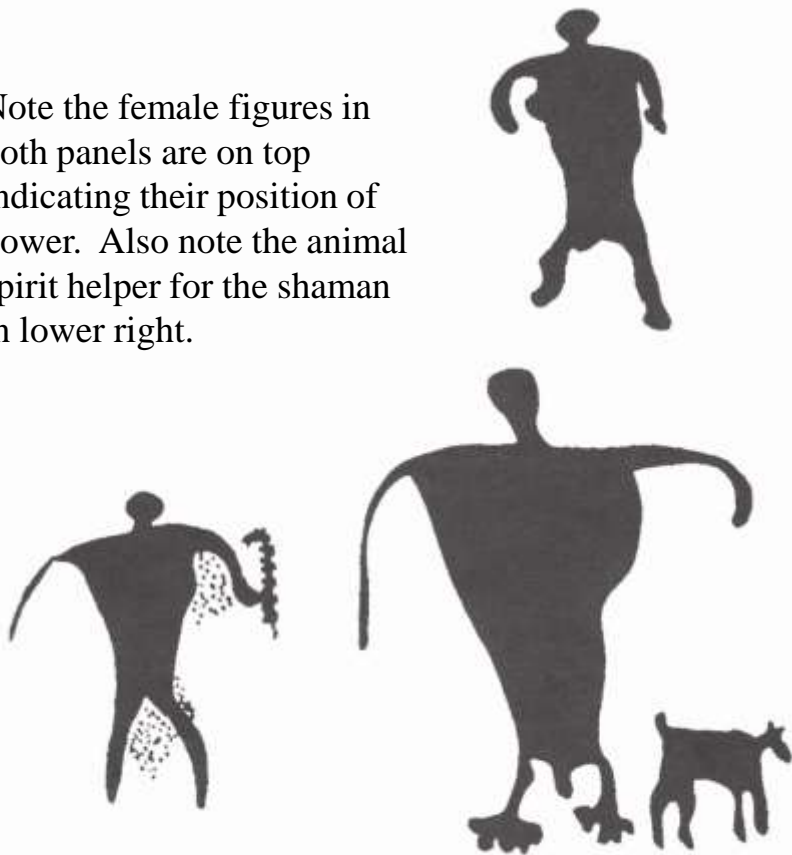 Note the female figures in
oth panels are on top
ndicating their position of
ower. Also note the animal
pirit helper for the shaman
n lower right.